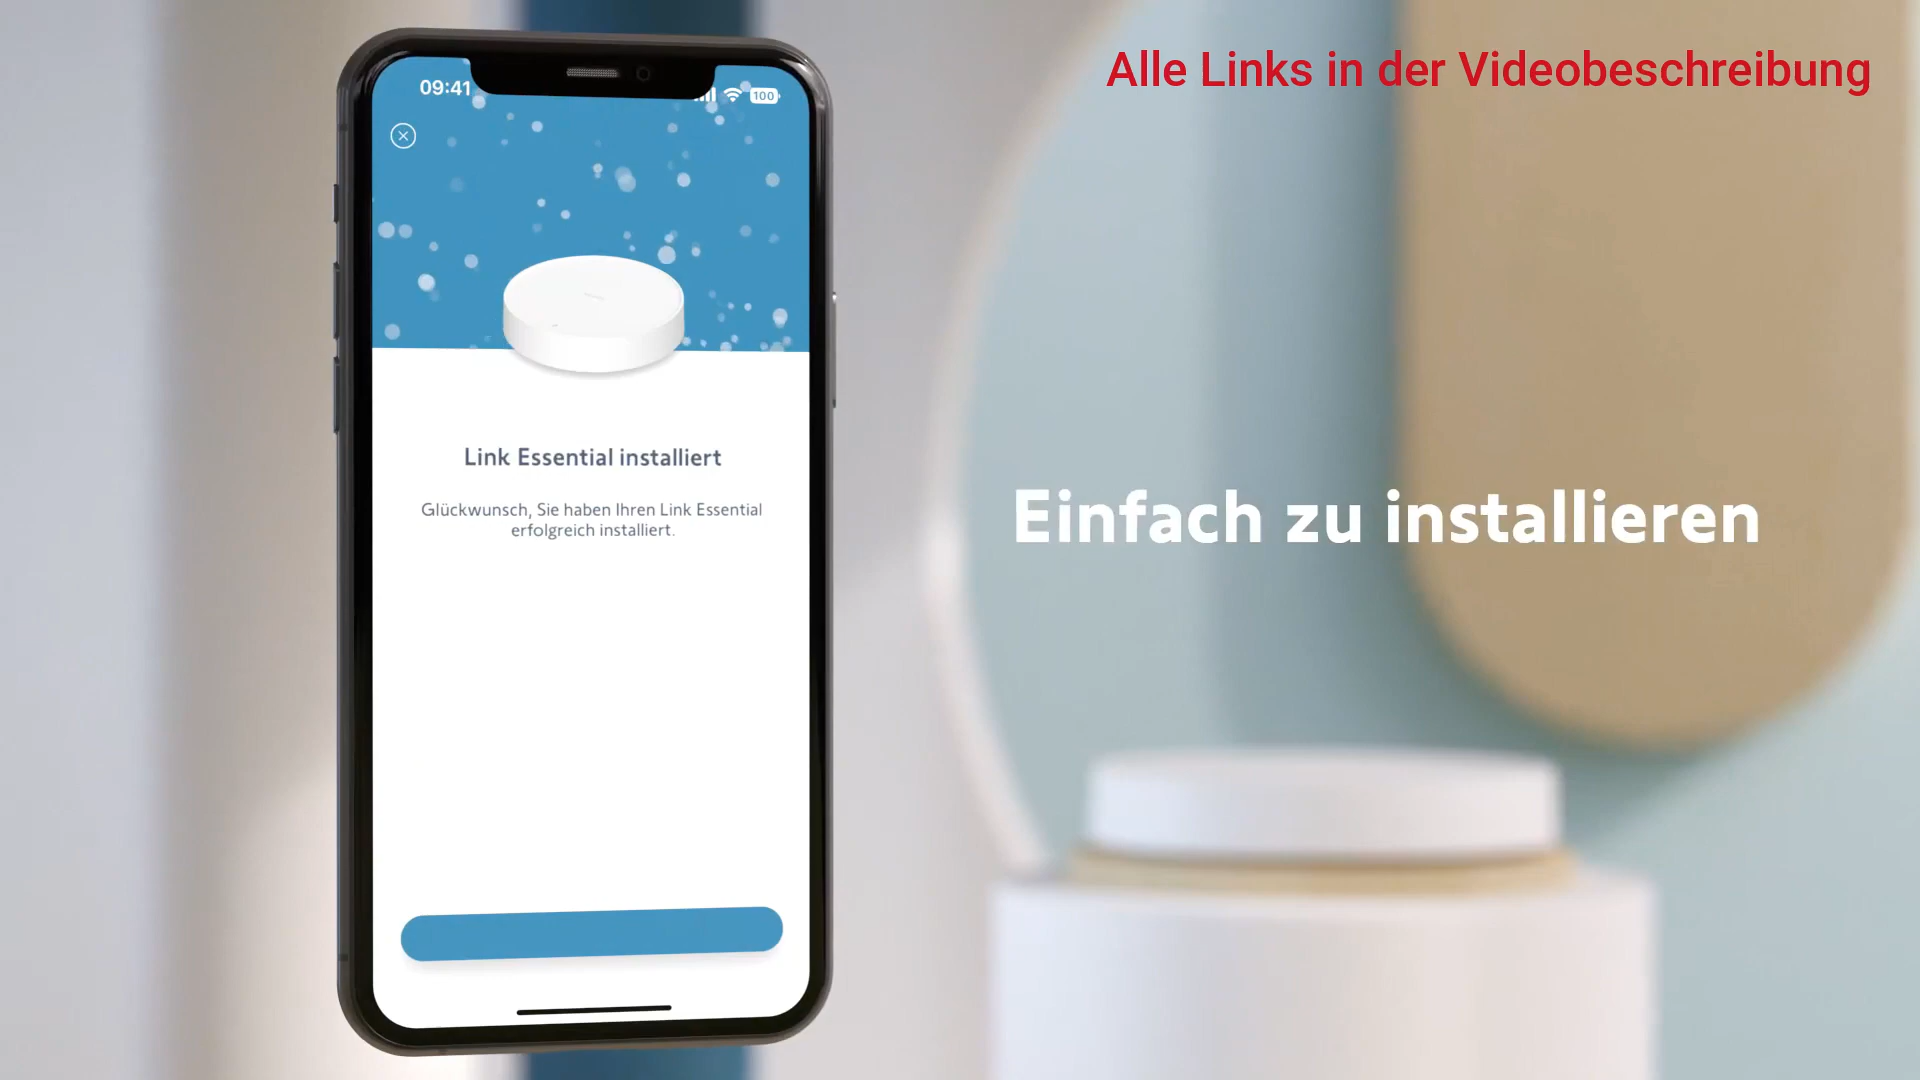 Alle Links in der Videobeschreibung
09:41
100
Link Essential installiert
Glückwunsch, Sie haben Ihren Link Essential
erfolgreich installiert.
Einfach zu installieren